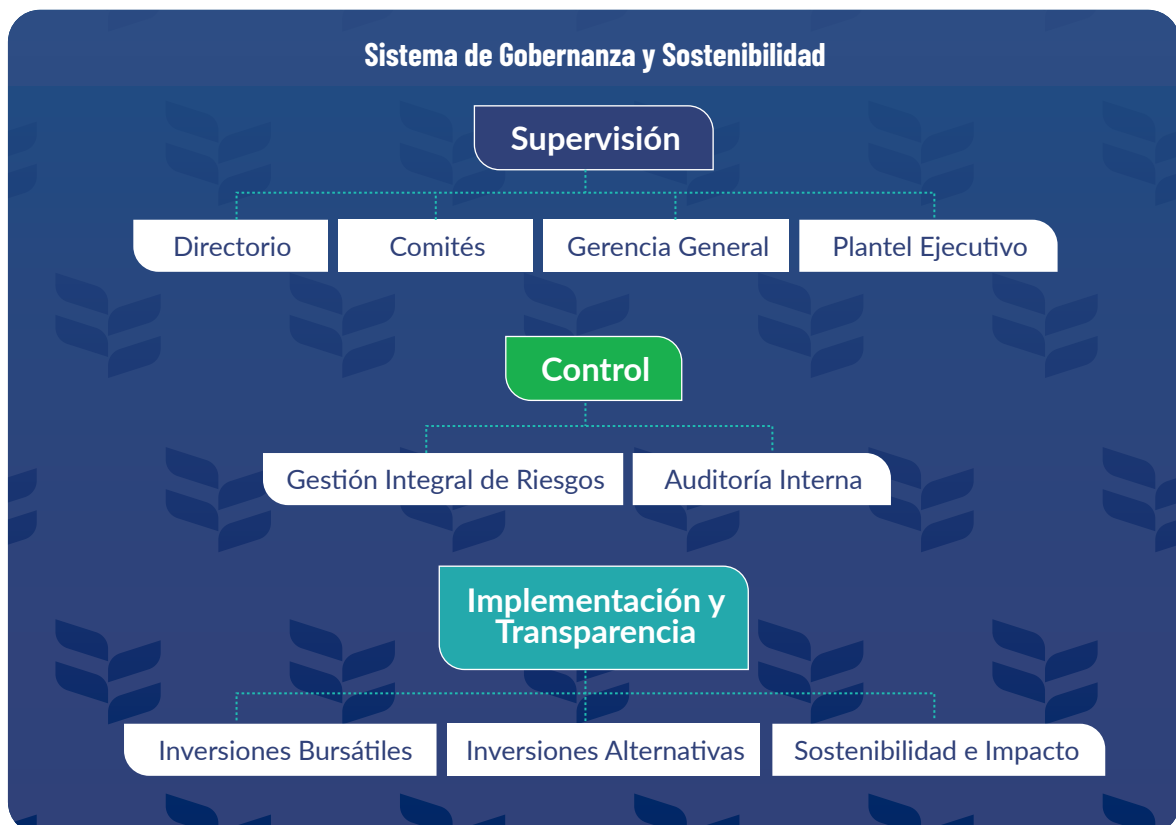 Sistema de Gobernanza y Sostenibilidad
Supervisión
Directorio
Comités
Gerencia General
Plantel Ejecutivo
Control
Gestión Integral de Riesgos
Auditoría Interna
Implementación y
Transparencia
Inversiones Bursátiles
Inversiones Alternativas
Sostenibilidad e Impacto